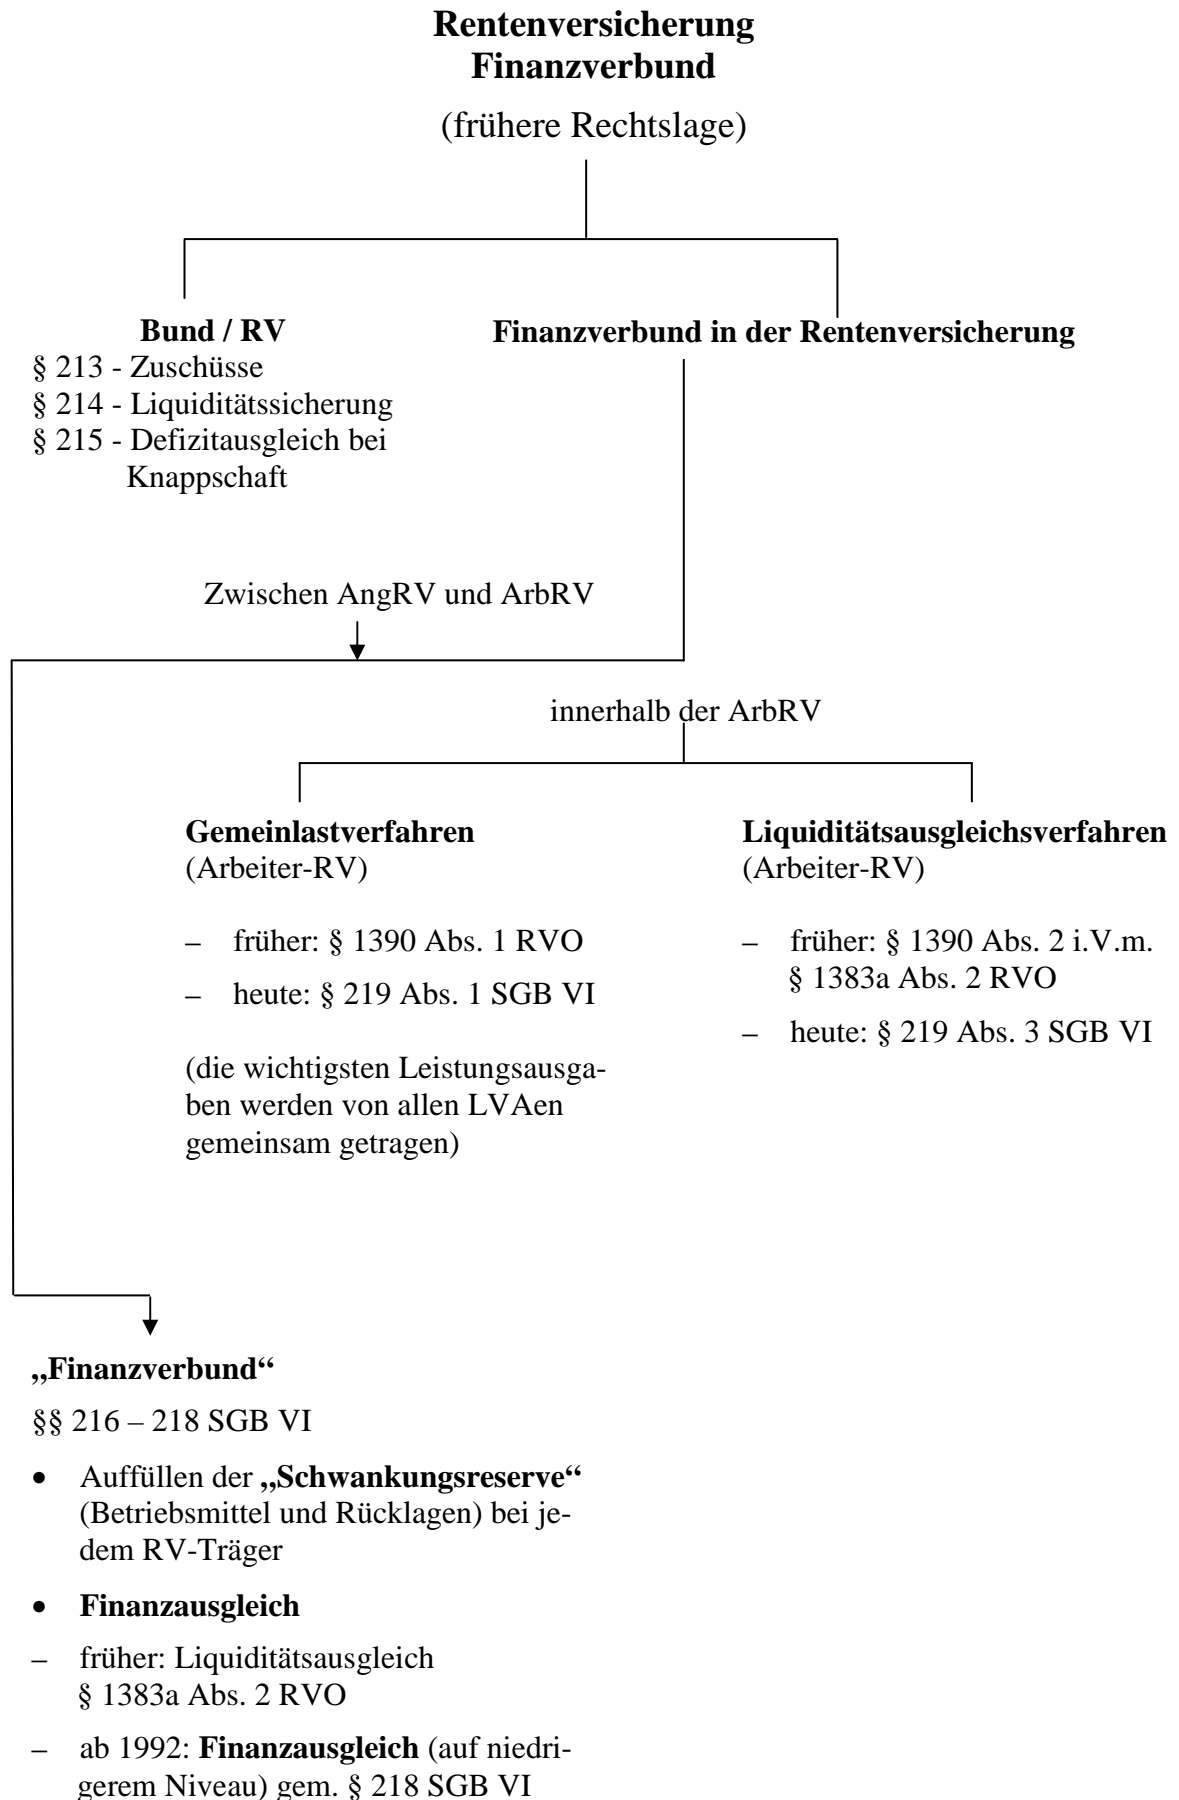 Rentenversicherung
Finanzverbund
(frühere Rechtslage)
Bund / RV
§ 213 - Zuschüsse
§ 214 - Liquiditätssicherung
§ 215 - Defizitausgleich bei
Knappschaft
Finanzverbund in der Rentenversicherung
Zwischen AngRV und ArbRV
innerhalb der ArbRV
Gemeinlastverfahren
(Arbeiter-RV)
– früher: § 1390 Abs. 1 RVO
– heute: § 219 Abs. 1 SGB VI
(die wichtigsten Leistungsausga-
ben werden von allen LVAen
gemeinsam getragen)
Liquiditätsausgleichsverfahren
(Arbeiter-RV)
– früher: § 1390 Abs. 2 i.V.m.
§ 1383a Abs. 2 RVO
– heute: § 219 Abs. 3 SGB VI
„Finanzverbund“
§§ 216 – 218 SGB VI
• Auffüllen der „Schwankungsreserve“
(Betriebsmittel und Rücklagen) bei je-
dem RV-Träger
• Finanzausgleich
– früher: Liquiditätsausgleich
§ 1383a Abs. 2 RVO
– ab 1992: Finanzausgleich (auf niedri-
gerem Niveau) gem. § 218 SGB VI